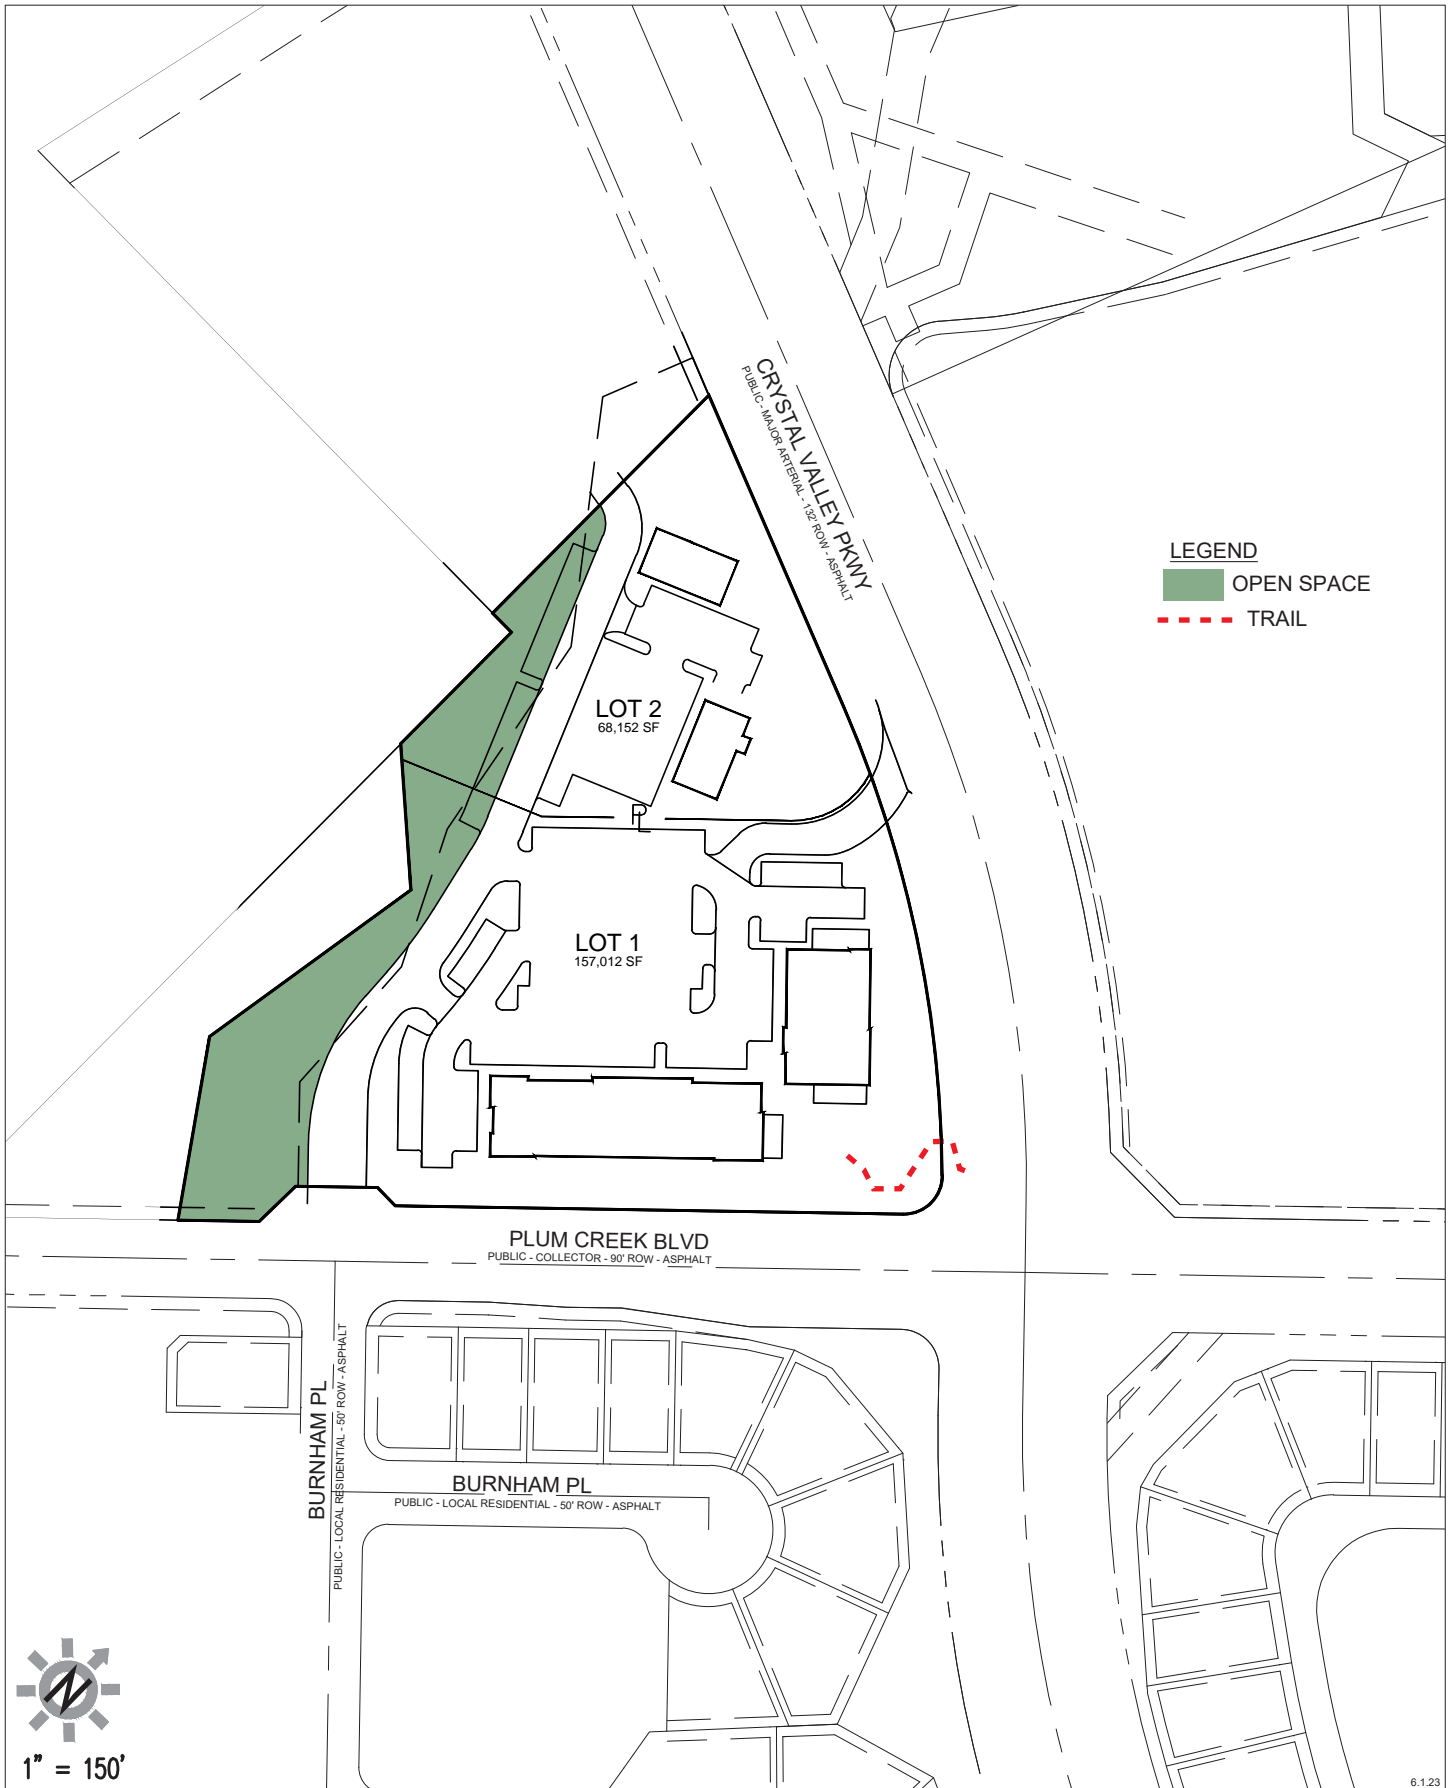 CRYSTAL VALLEY PKWY
PUBLIC - MAJOR ARTERIAL - 132' ROW - ASPHALT
LEGEND
OPEN SPACE
TRAIL
LOT 2
68,152 SF
LOT 1
157,012 SF
PLUM CREEK BLVD
PUBLIC - COLLECTOR - 90' ROW - ASPHALT
BURNHAM PL
PUBLIC - LOCAL RESIDENTIAL - 50' ROW - ASPHALT
BURNHAM PL
PUBLIC - LOCAL RESIDENTIAL - 50' ROW - ASPHALT
N
1" = 150'
6.1.23